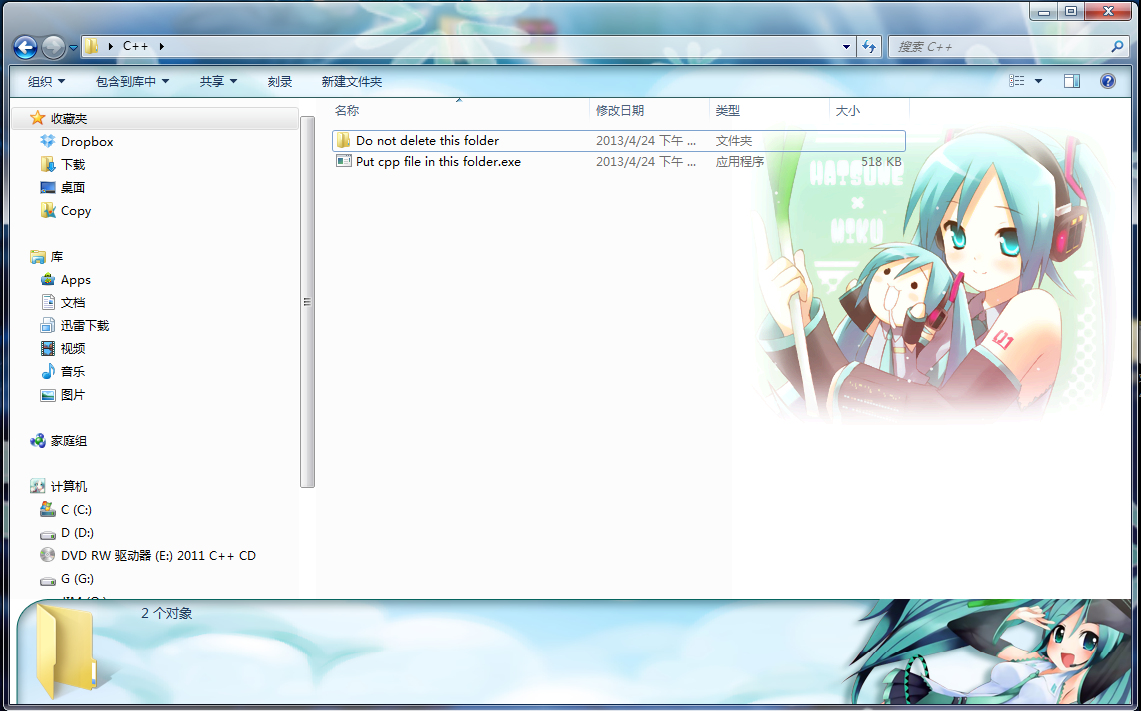 C++
搜索 C++
组织 包含到库中 共享 刻录 新建文件夹
名称 修改日期 类型 大小
Do not delete this folder 2013/4/24 下午 ... 文件夹
Put cpp file in this folder.exe 2013/4/24 下午 ... 应用程序 518 KB
收藏夹
Dropbox
下载
桌面
Copy
库
Apps
文档
迅雷下载
视频
音乐
图片
家庭组
计算机
C (C:)
D (D:)
DVD RW 驱动器 (E:) 2011 C++ CD
G (G:)
HATSUNE
×
MIKU
01
2 个对象